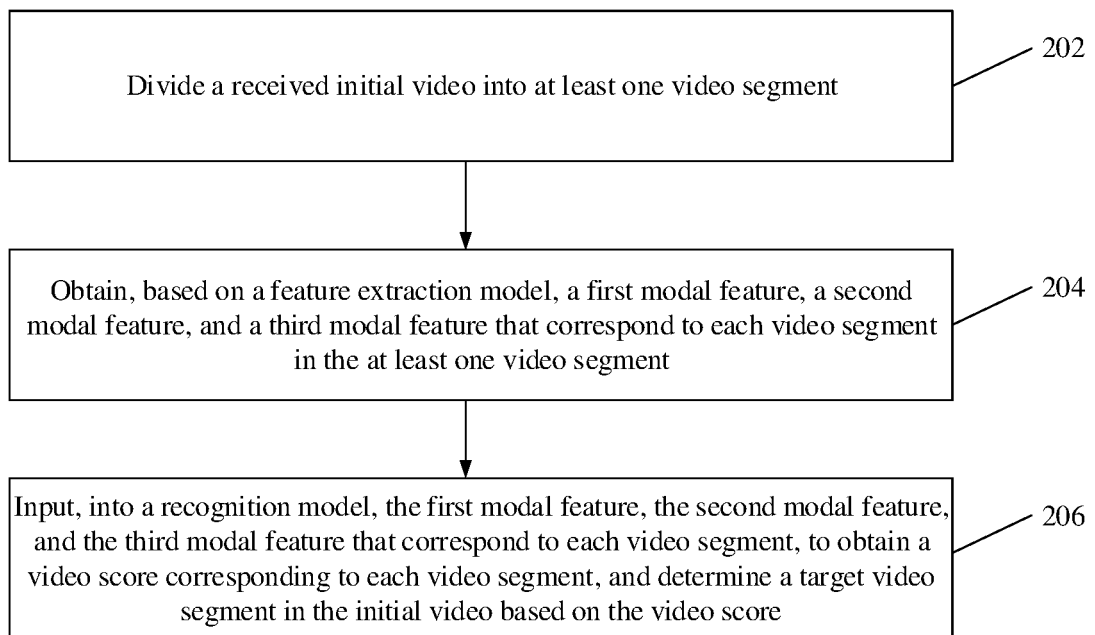 Divide a received initial video into at least one video segment
202
Obtain, based on a feature extraction model, a first modal feature, a second
modal feature, and a third modal feature that correspond to each video segment
in the at least one video segment
204
Input, into a recognition model, the first modal feature, the second modal feature,
and the third modal feature that correspond to each video segment, to obtain a
video score corresponding to each video segment, and determine a target video
segment in the initial video based on the video score
206